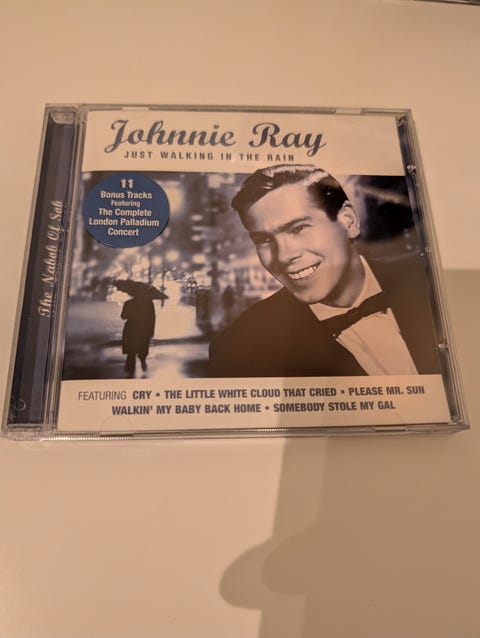 Johnnie Ray
JUST WALKING IN THE RAIN
11
Bonus Tracks
Featuring
The Complete
London Palladium
Concert
The Nabob Of Sob
FEATURING CRY • THE LITTLE WHITE CLOUD THAT CRIED • PLEASE MR. SUN
WALKIN' MY BABY BACK HOME • SOMEBODY STOLE MY GAL